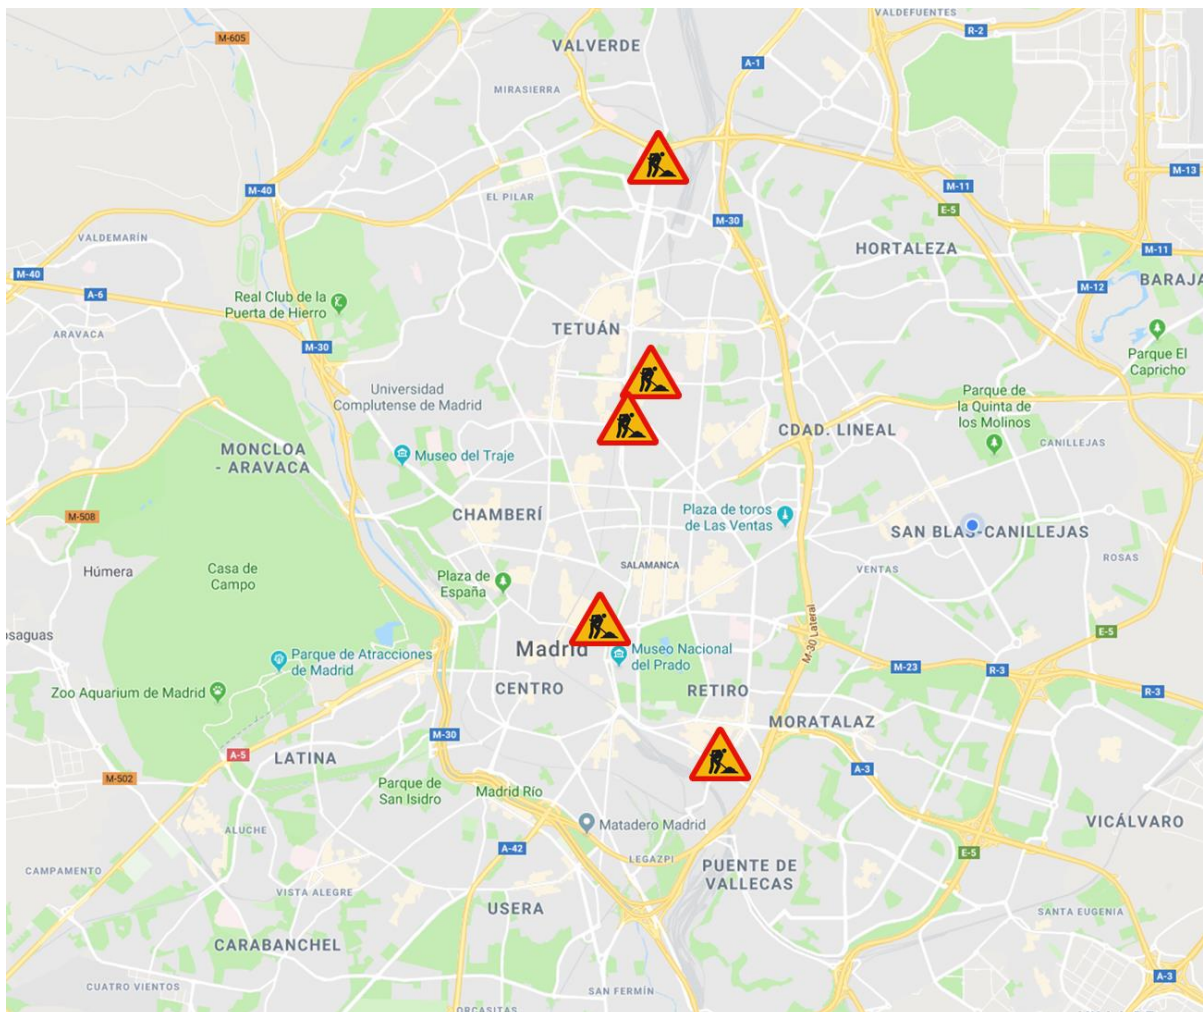 VALDEFUENTES
M-605
R-2
VALVERDE
A-1
MIRASIERRA
M-13
M-40
M-11
EL PILAR
E-5
M-30
VALDEMARÍN
HORTALEZA
M-11
M-40
BARAJA
A-6
M-12
Real Club de la
Puerta de Hierro
TETUÁN
ARAVACA
M-30
Parque El
Capricho
Universidad
Complutense de Madrid
Parque de
la Quinta de
los Molinos
CDAD. LINEAL
CANILLEJAS
MONCLOA
- ARAVACA
Museo del Traje
M-508
CHAMBERÍ
Plaza de toros
de Las Ventas
SAN BLAS-CANILLEJAS
ROSAS
Húmera
Casa de
Campo
Plaza de
España
SALAMANCA
VENTAS
osaguas
M-30 Lateral
E-5
Madrid
Museo Nacional
del Prado
Parque de Atracciones
de Madrid
M-23
R-3
R-3
Zoo Aquarium de Madrid
CENTRO
RETIRO
MORATALAZ
M-30
A-5
LATINA
M-502
A-3
Parque de
San Isidro
Madrid Río
Matadero Madrid
VICÁLVARO
ALUCHE
A-42
E-5
LEGAZPI
CAMPAMENTO
PUENTE DE
VALLECAS
VISTA ALEGRE
USERA
SANTA EUGENIA
CARABANCHEL
A-3
CUATRO VIENTOS
SAN FERMÍN
ORCASITAS